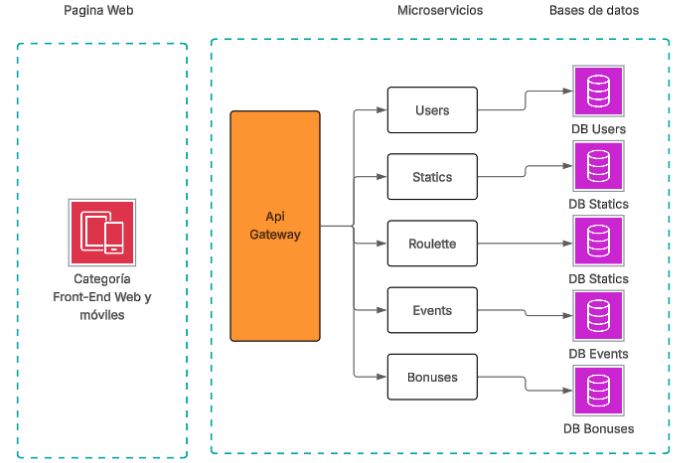 Pagina Web
Microservicios
Bases de datos
Users
DB Users
Statics
DB Statics
Api
Gateway
Roulette
DB Statics
Categoría
Front-End Web y
móviles
Events
DB Events
Bonuses
DB Bonuses